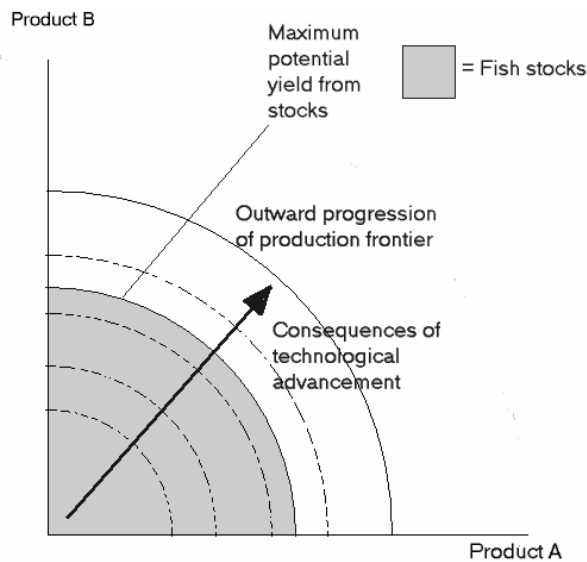 Product B
Maximum
potential
yield from
stocks
= Fish stocks
Outward progression
of production frontier
Consequences of
technological
advancement
Product A